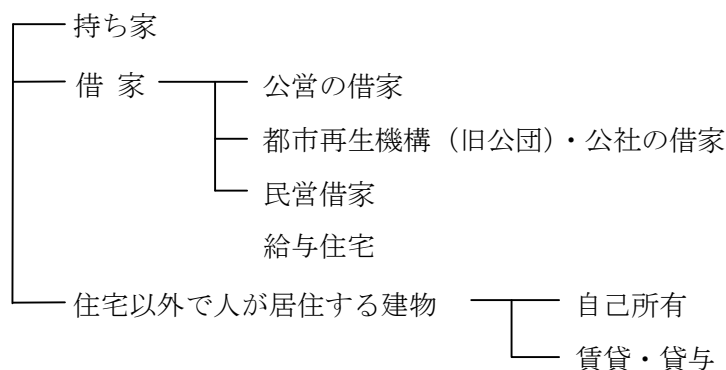 持ち家
借 家
公営の借家
都市再生機構（旧公団）・公社の借家
民営借家
給与住宅
住宅以外で人が居住する建物
自己所有
賃貸・貸与